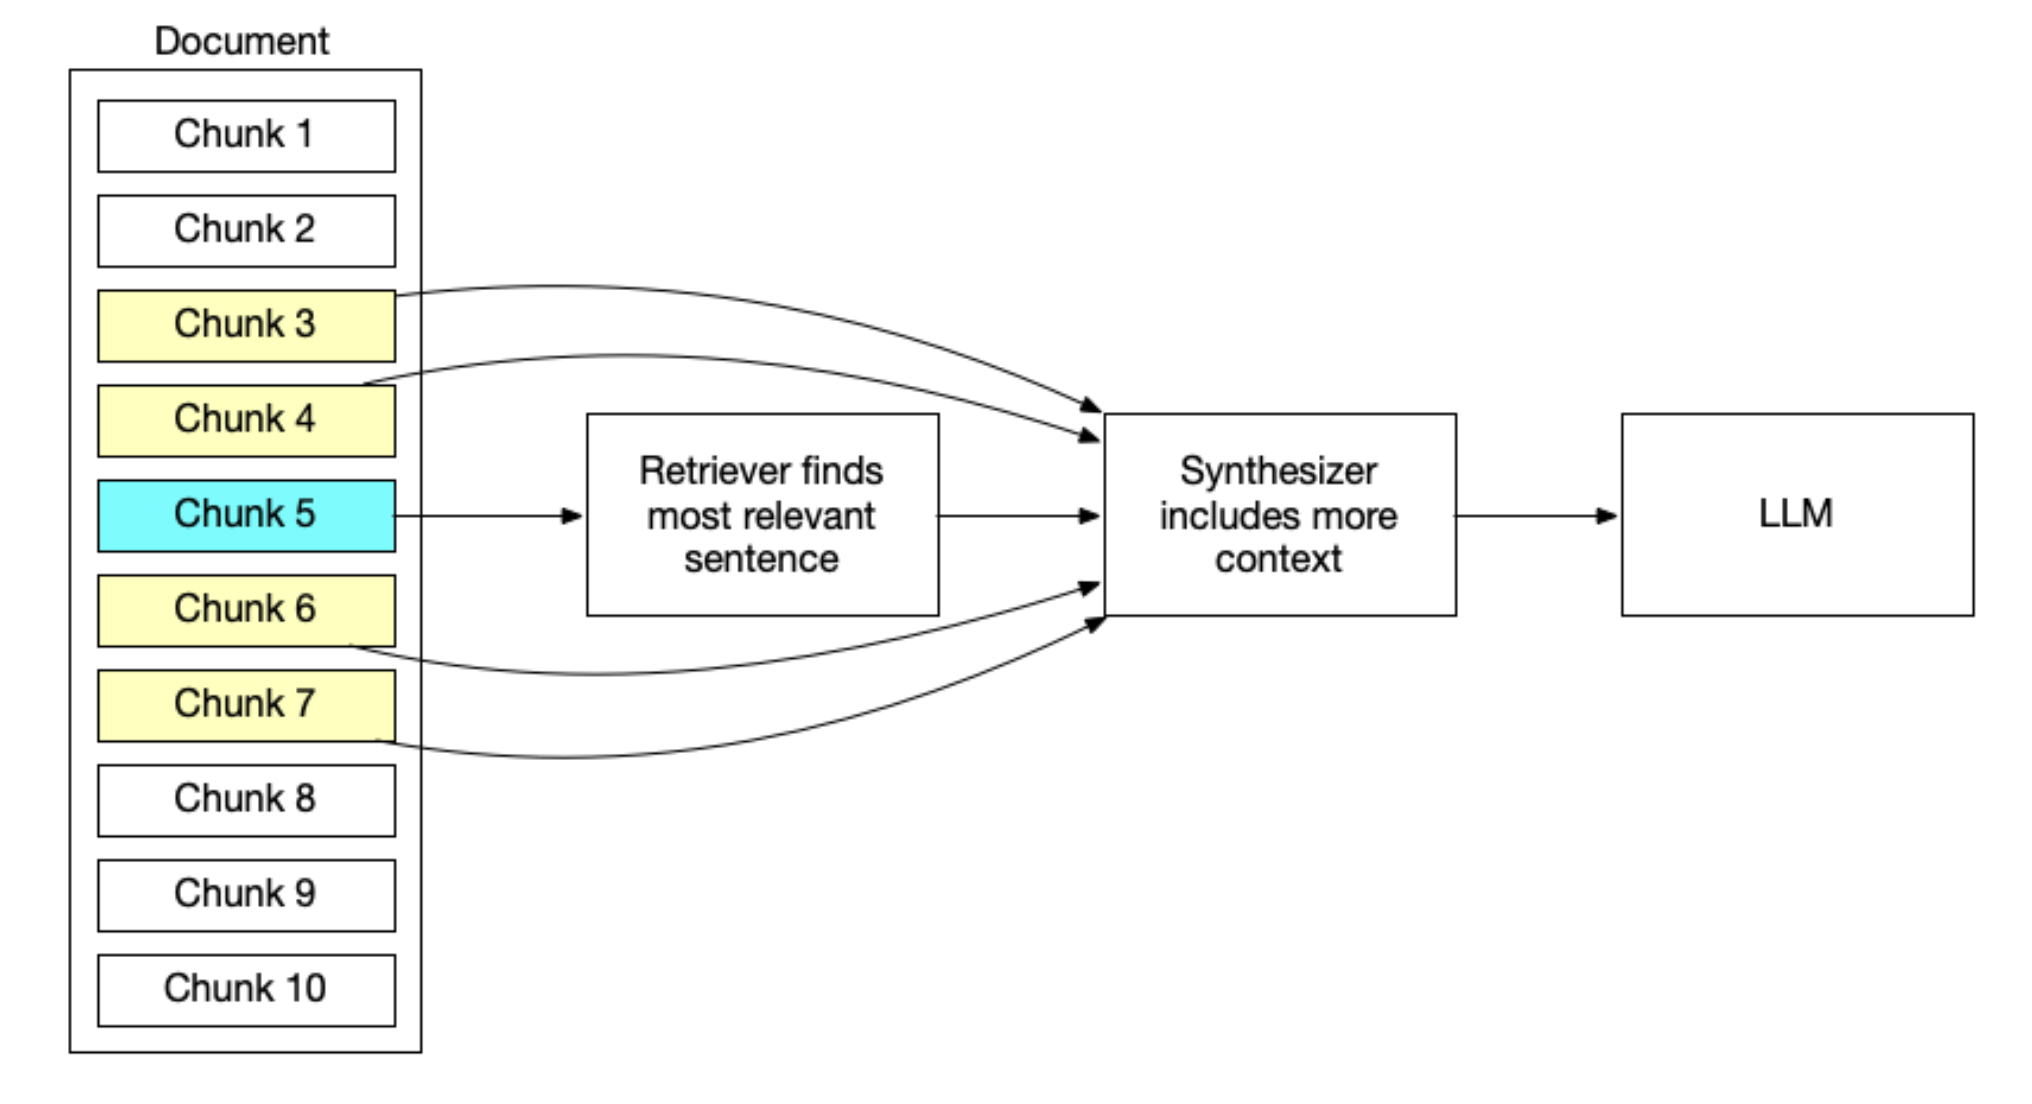 Document
Chunk 1
Chunk 2
Chunk 3
Chunk 4
Chunk 5
Chunk 6
Chunk 7
Chunk 8
Chunk 9
Chunk 10
Retriever finds
most relevant
sentence
Synthesizer
includes more
context
LLM